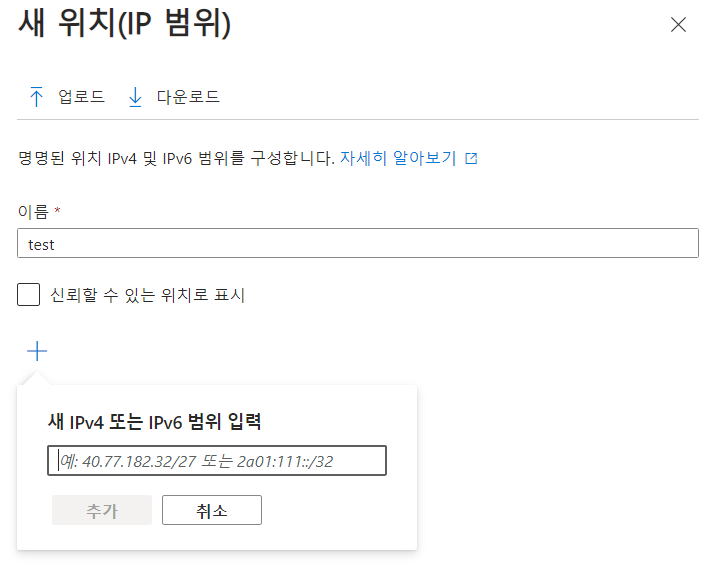 새 위치(IP 범위)
업로드 다운로드
명명된 위치 IPv4 및 IPv6 범위를 구성합니다. 자세히 알아보기
이름 *
test
신뢰할 수 있는 위치로 표시
새 IPv4 또는 IPv6 범위 입력
예: 40.77.182.32/27 또는 2a01:111::/32
추가 취소